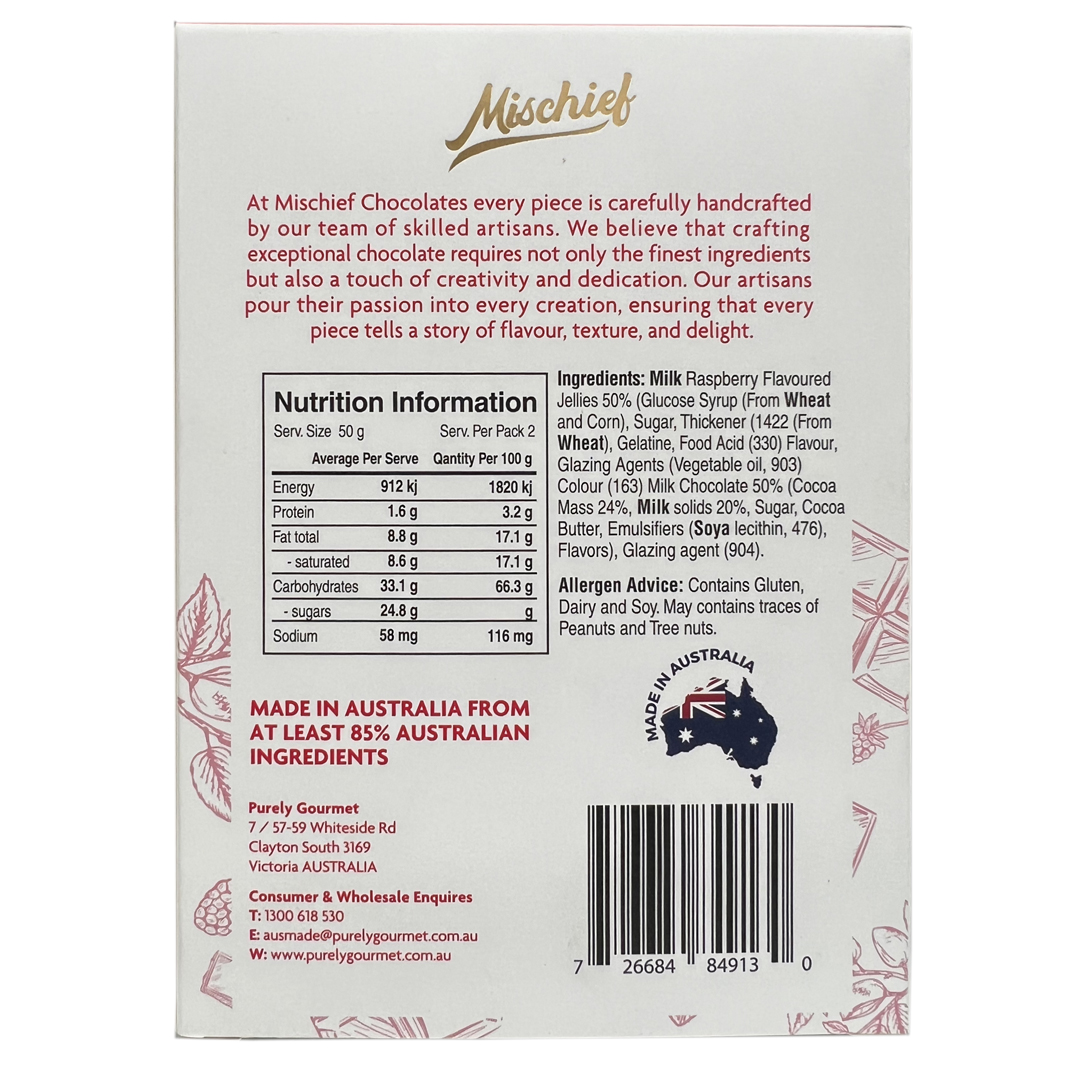 Mischief
At Mischief Chocolates every piece is carefully handcrafted
by our team of skilled artisans. We believe that crafting
exceptional chocolate requires not only the finest ingredients
but also a touch of creativity and dedication. Our artisans
pour their passion into every creation, ensuring that every
piece tells a story of flavour, texture, and delight.
Nutrition Information
Serv. Size 50 g Serv. Per Pack 2
Average Per Serve Qantity Per 100 g
Energy 912 kj 1820 kj
Protein 1.6 g 3.2 g
Fat total 8.8 g 17.1 g
- saturated 8.6 g 17.1 g
Carbohydrates 33.1 g 66.3 g
- sugars 24.8 g g
Sodium 58 mg 116 mg
Ingredients: Milk Raspberry Flavoured
Jellies 50% (Glucose Syrup (From Wheat
and Corn), Sugar, Thickener (1422 (From
Wheat), Gelatine, Food Acid (330) Flavour,
Glazing Agents (Vegetable oil, 903)
Colour (163) Milk Chocolate 50% (Cocoa
Mass 24%, Milk solids 20%, Sugar, Cocoa
Butter, Emulsifiers (Soya lecithin, 476),
Flavors), Glazing agent (904).
Allergen Advice: Contains Gluten,
Dairy and Soy. May contains traces of
Peanuts and Tree nuts.
MADE IN AUSTRALIA
MADE IN AUSTRALIA FROM
AT LEAST 85% AUSTRALIAN
INGREDIENTS
Purely Gourmet
7 / 57-59 Whiteside Rd
Clayton South 3169
Victoria AUSTRALIA
Consumer & Wholesale Enquires
T: 1300 618 530
E: ausmade@purelygourmet.com.au
W: www.purelygourmet.com.au
7 26684 84913 0